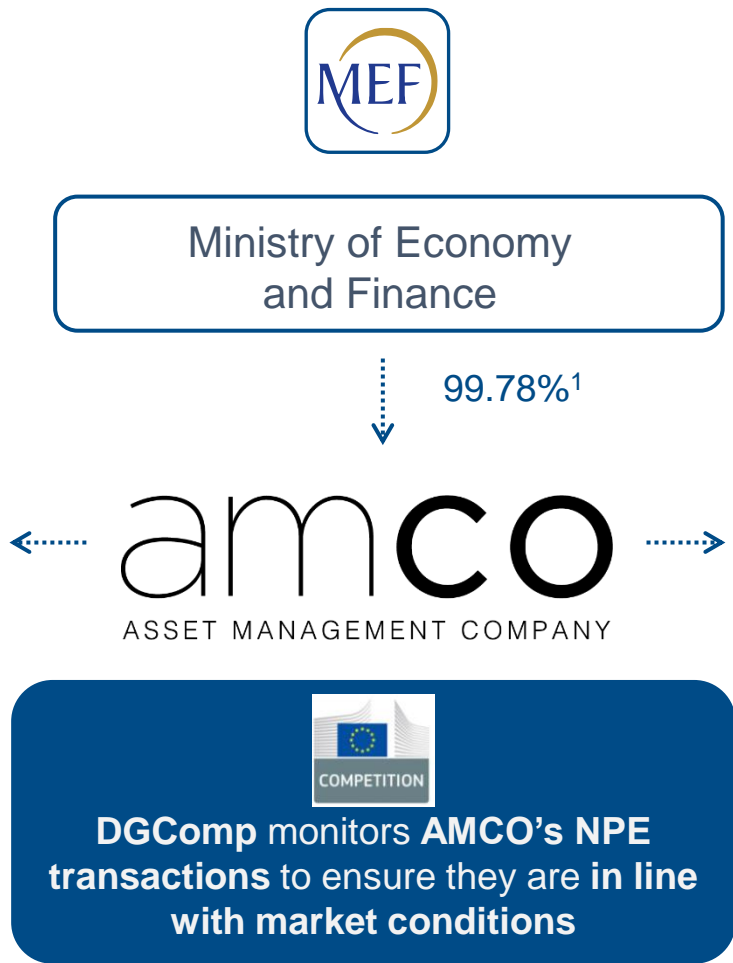 MEF
Ministry of Economy
and Finance
99.78%¹
amco
ASSET MANAGEMENT COMPANY
COMPETITION
DGComp monitors AMCO’s NPE
transactions to ensure they are in line
with market conditions